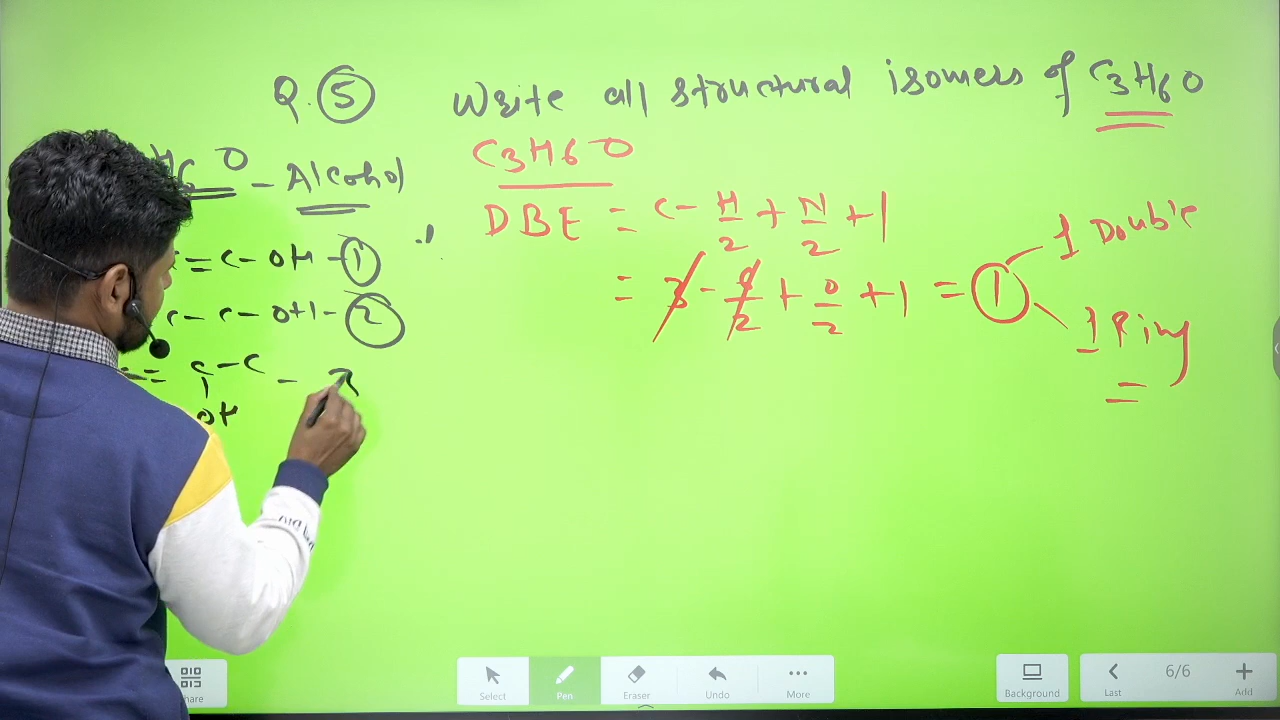 Q. 5 Write all structural isomers of C3H6O
H6O - Alcohol
C3H6O
DBE = C - H/2 + N/2 + 1
= 3 - 6/2 + 0/2 + 1 = 1
1 Double
1 Ring
= C - OH - 1
C - C - OH - 2
= C - C -
OH
Select
Pen
Eraser
Undo
More
Background
Last
6/6
Add